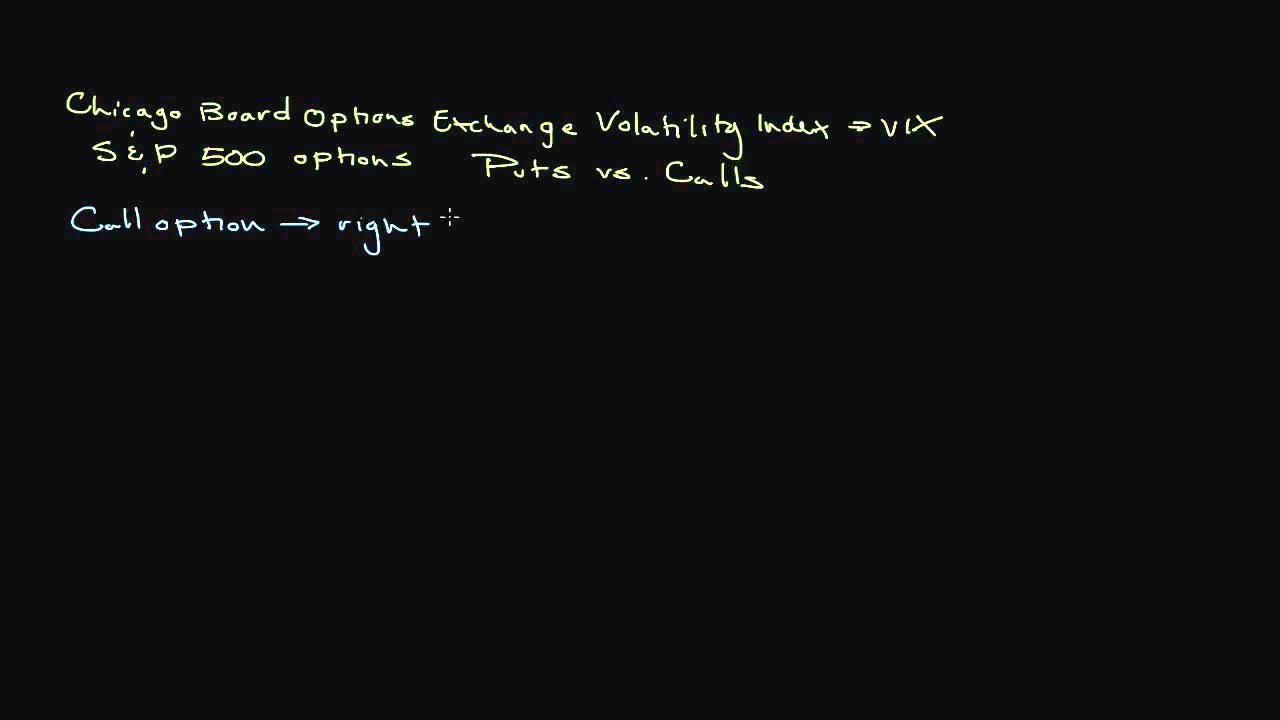 Chicago Board Options Exchange Volatility Index → VIX
S&P 500 options Puts vs. Calls
Call option → right